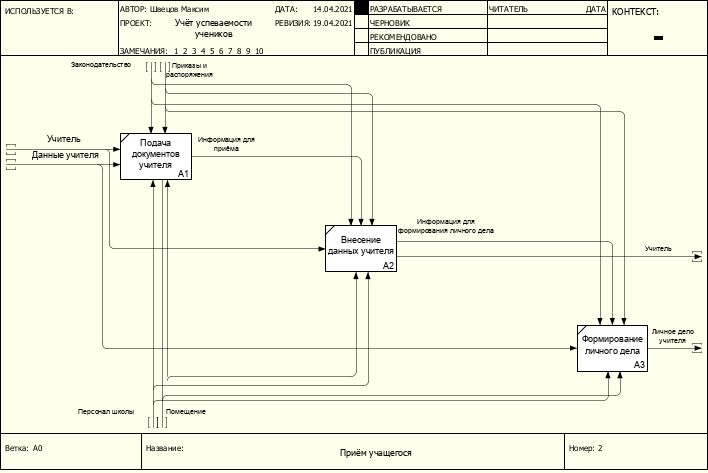 ИСПОЛЬЗУЕТСЯ В:
АВТОР: Швецов Максим
ДАТА: 14.04.2021
ПРОЕКТ: Учёт успеваемости
учеников
РЕВИЗИЯ: 19.04.2021
ЗАМЕЧАНИЯ: 1 2 3 4 5 6 7 8 9 10
РАЗРАБАТЫВАЕТСЯ
ЧЕРНОВИК
РЕКОМЕНДОВАНО
ПУБЛИКАЦИЯ
ЧИТАТЕЛЬ ДАТА
КОНТЕКСТ:
Законодательство
Приказы и
распоряжения
Учитель
Данные учителя
Подача
документов
учителя
A1
Информация для
приёма
Внесение
данных учителя
A2
Информация для
формирования личного дела
Учитель
Формирование
личного дела
A3
Личное дело
учителя
Персонал школы
Помещение
Ветка: A0
Название:
Приём учащегося
Номер: 2